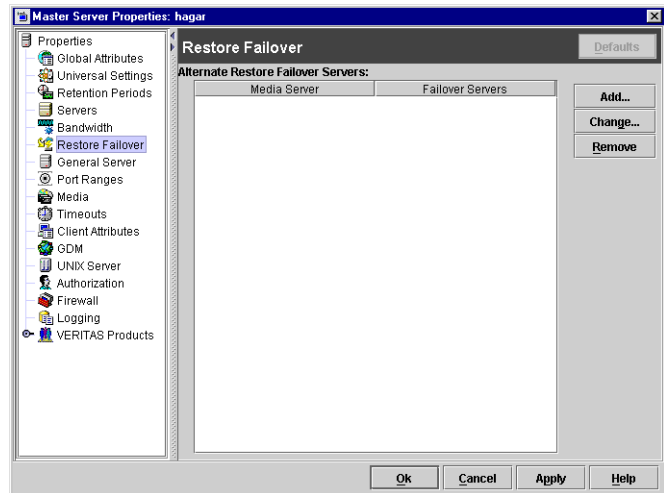 Master Server Properties: hagar
Properties
Global Attributes
Universal Settings
Retention Periods
Servers
Bandwidth
Restore Failover
General Server
Port Ranges
Media
Timeouts
Client Attributes
GDM
UNIX Server
Authorization
Firewall
Logging
VERITAS Products
Restore Failover
Defaults
Alternate Restore Failover Servers:
Media Server Failover Servers
Add...
Change...
Remove
Ok Cancel Apply Help